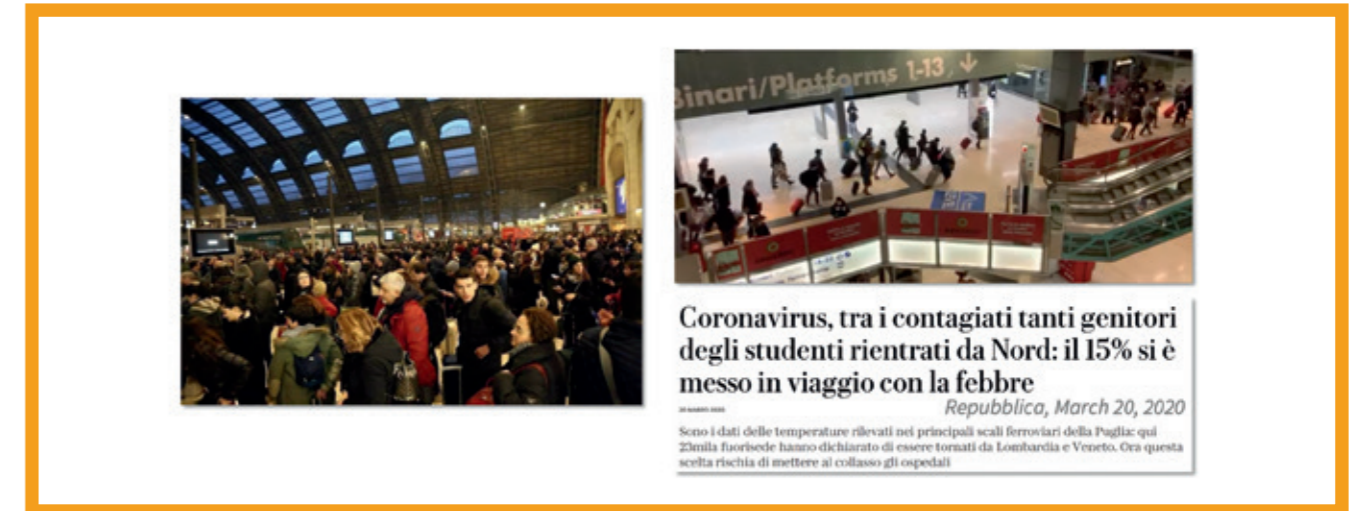 Binari/Platforms 1-13
Coronavirus, tra i contagiati tanti genitori
degli studenti rientrati da Nord: il 15% si è
messo in viaggio con la febbre
Repubblica, March 20, 2020
Sono i dati delle temperature rilevati nei principali scali ferroviari della Puglia: qui
23mila fuorisede hanno dichiarato di essere tornati da Lombardia e Veneto. Ora questa
scelta rischia di mettere al collasso gli ospedali